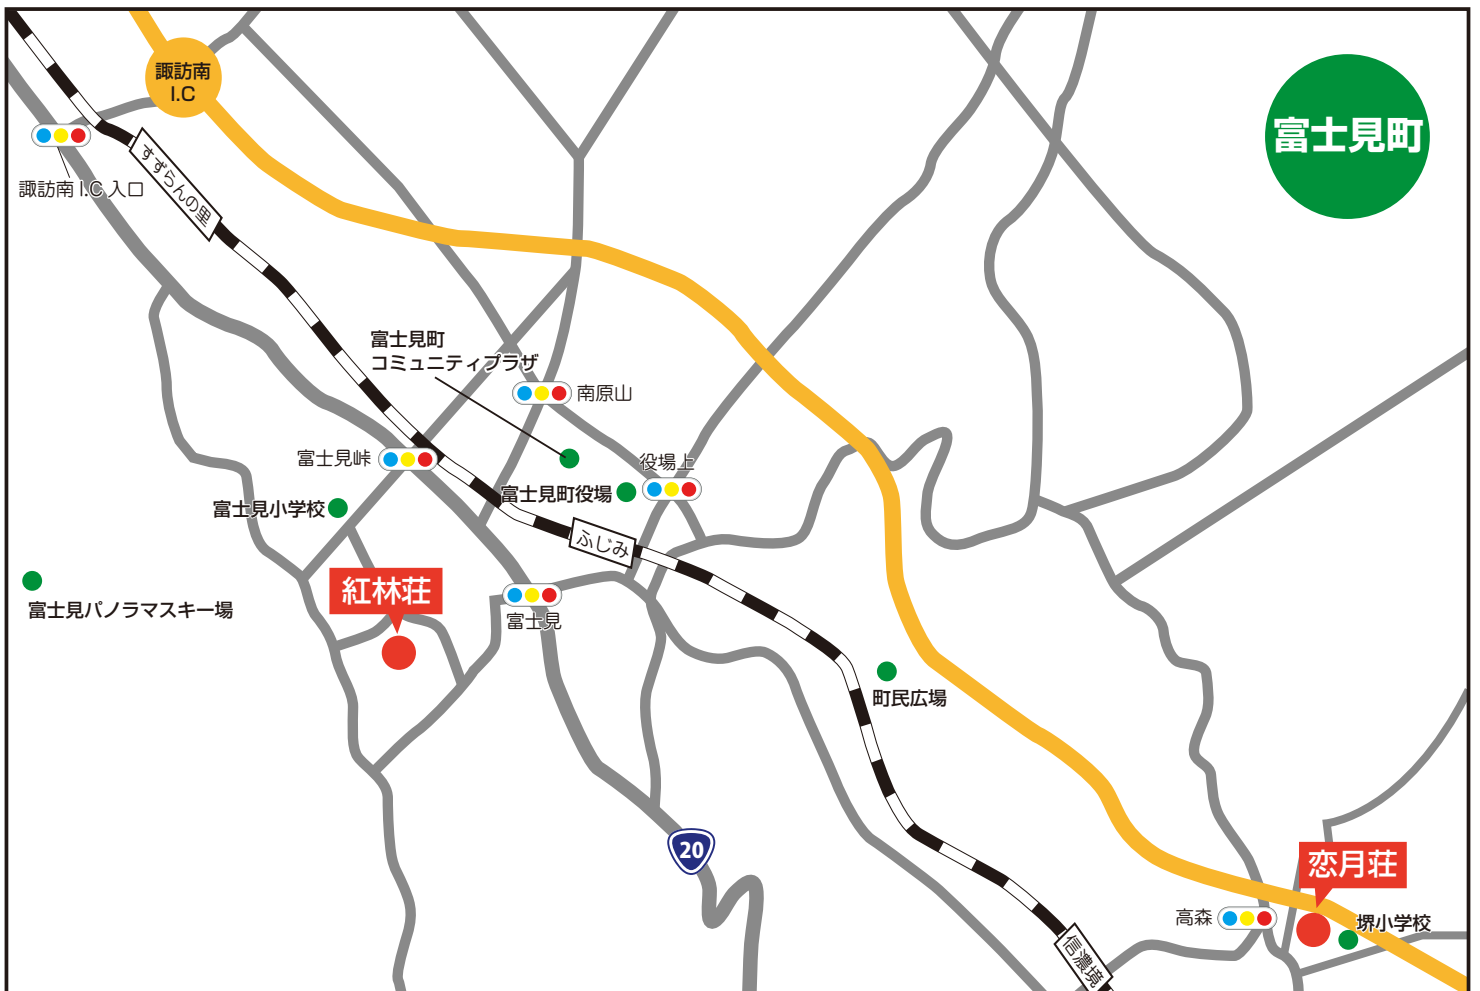 諏訪南
I.C
富士見町
すずらんの里
諏訪南 I.C 入口
富士見町
コミュニティプラザ
南原山
富士見峠
役場上
富士見町役場
富士見小学校
ふじみ
紅林荘
富士見パノラマスキー場
富士見
町民広場
20
恋月荘
高森
堺小学校
信濃境